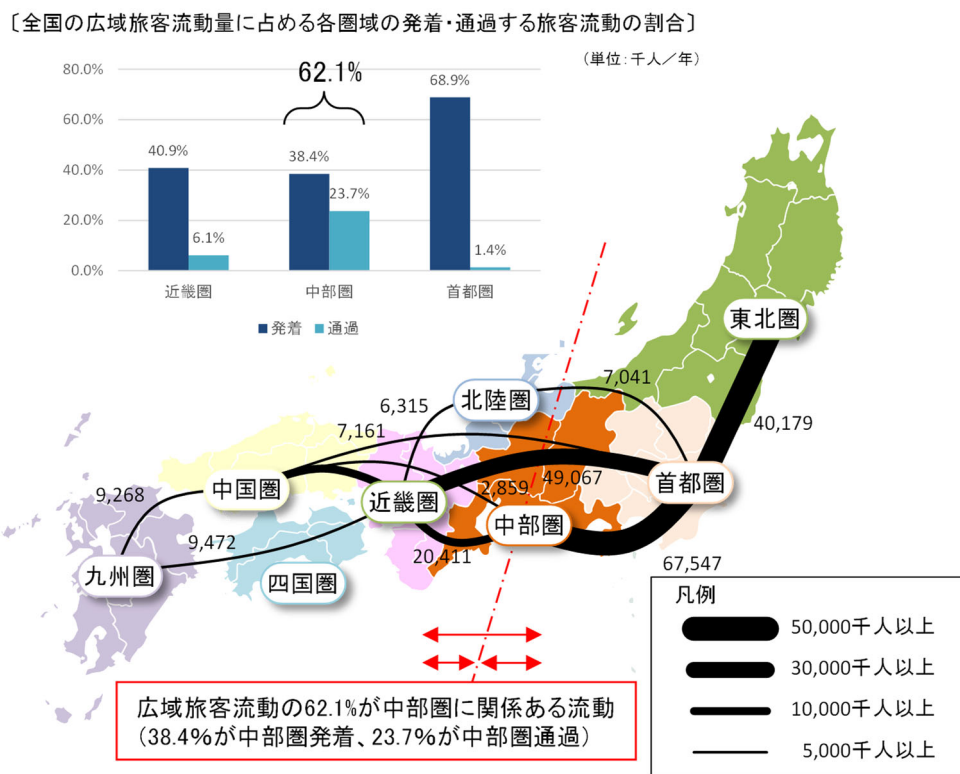 〔全国の広域旅客流動量に占める各圏域の発着・通過する旅客流動の割合〕
（単位：千人／年）
80.0%
60.0%
40.0%
20.0%
0.0%
62.1%
40.9%
6.1%
38.4%
23.7%
68.9%
1.4%
近畿圏
中部圏
首都圏
発着
通過
東北圏
北陸圏
7,041
6,315
7,161
40,179
中国圏
近畿圏
2,859
49,067
首都圏
9,268
中部圏
9,472
20,411
67,547
九州圏
四国圏
凡例
50,000千人以上
30,000千人以上
10,000千人以上
5,000千人以上
広域旅客流動の62.1%が中部圏に関係ある流動
（38.4%が中部圏発着、23.7%が中部圏通過）